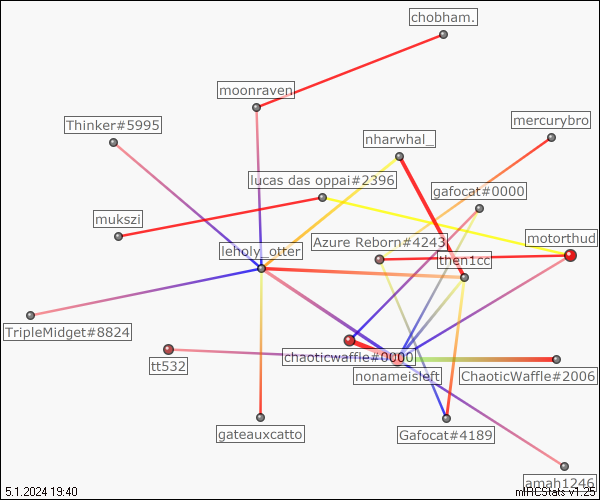 chobham.
moonraven
Thinker#5995
mercurybro
nharwhal_
lucas das oppai#2396
gafocat#0000
mukszi
Azure Reborn#4243
motorthud
leholy_otter
then1cc
TripleMidget#8824
chaoticwaffle#0000
tt532
nonameisleft
ChaoticWaffle#2006
gateauxcatto
Gafocat#4189
amah1246
5.1.2024 19:40
mIRCStats v1.25